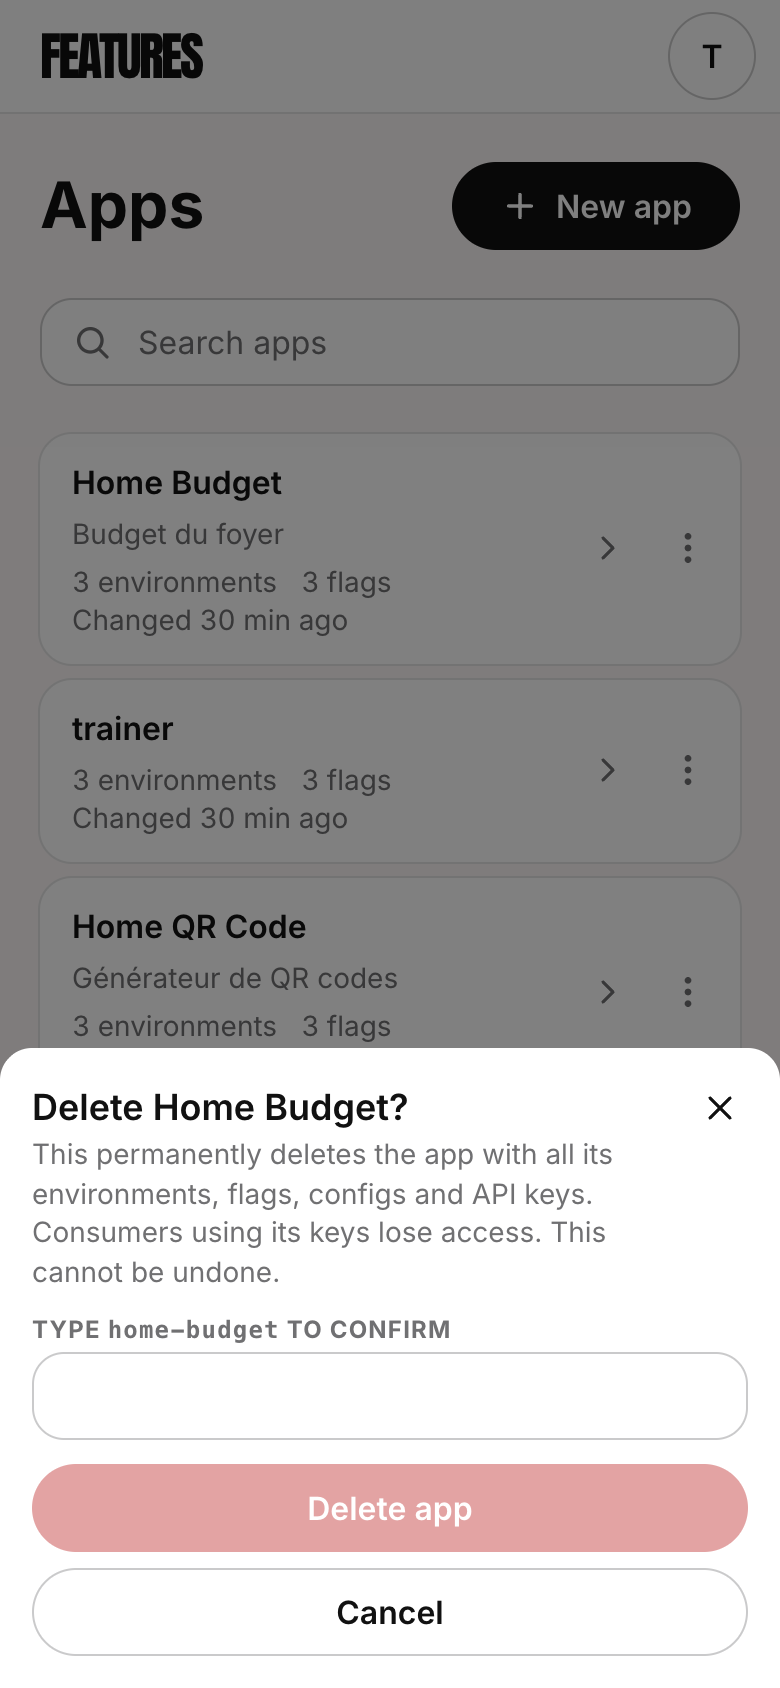 FEATURES
T
Apps
New app
Search apps
Home Budget
Budget du foyer
3 environments 3 flags
Changed 30 min ago
trainer
3 environments 3 flags
Changed 30 min ago
Home QR Code
Générateur de QR codes
3 environments 3 flags
Delete Home Budget?
This permanently deletes the app with all its
environments, flags, configs and API keys.
Consumers using its keys lose access. This
cannot be undone.
TYPE home-budget TO CONFIRM
Delete app
Cancel